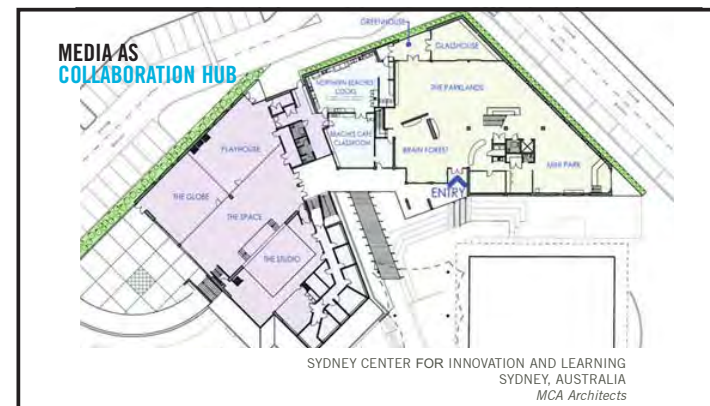 MEDIA AS
COLLABORATION HUB
GREENHOUSE
GLASSHOUSE
NORTHERN BEACHES
COOKS
THE PARKLANDS
BEACHES CAFE
CLASSROOM
BRAIN FOREST
PLAYHOUSE
MINI PARK
THE GLOBE
ENTRY
THE SPACE
THE STUDIO
SYDNEY CENTER FOR INNOVATION AND LEARNING
SYDNEY, AUSTRALIA
MCA Architects